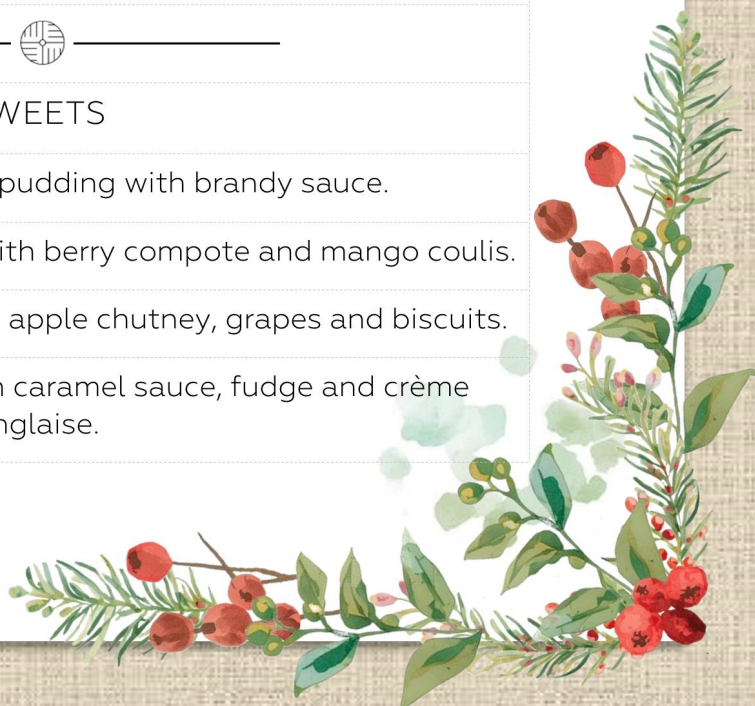 WEETS
pudding with brandy sauce.
ith berry compote and mango coulis.
apple chutney, grapes and biscuits.
caramel sauce, fudge and crème
nglaise.